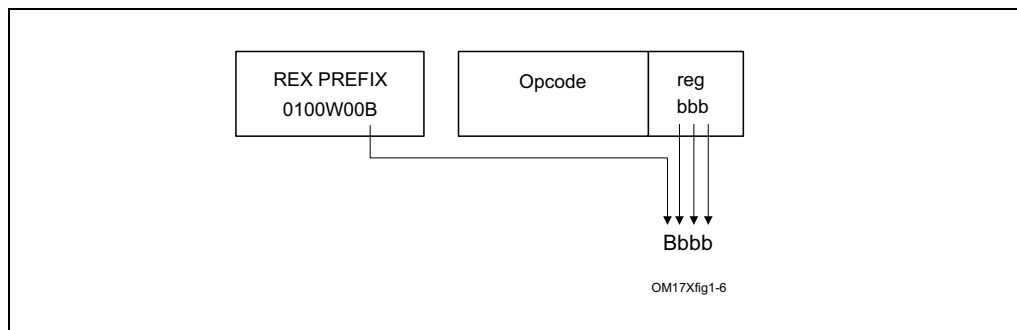 REX PREFIX
0100W00B
Opcode
reg
bbb
Bbbb
OM17Xfig1-6